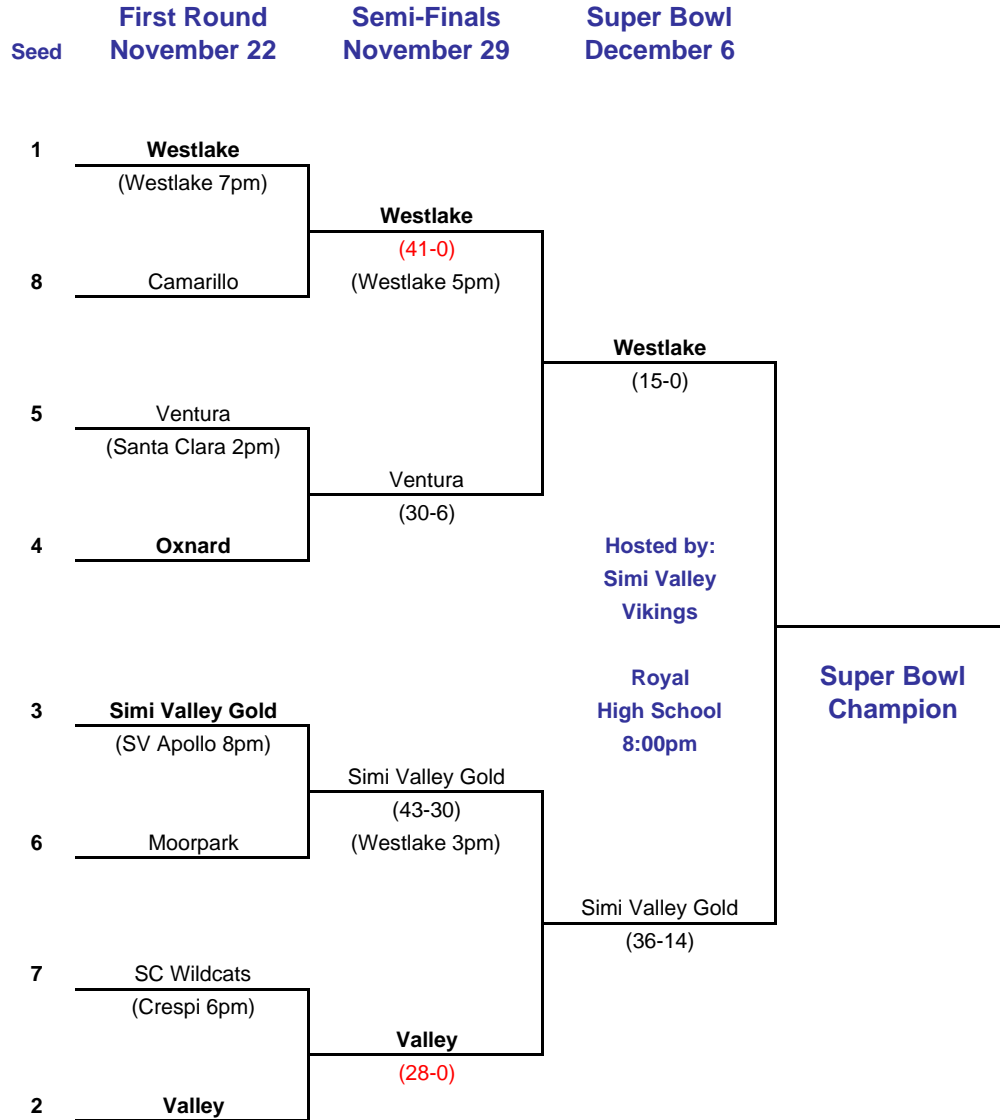 First Round
November 22
Semi-Finals
November 29
Super Bowl
December 6
Seed
1
Westlake
(Westlake 7pm)
Westlake
(41-0)
8
Camarillo
(Westlake 5pm)
Westlake
(15-0)
5
Ventura
(Santa Clara 2pm)
Ventura
(30-6)
4
Oxnard
Hosted by:
Simi Valley
Vikings
Royal
High School
8:00pm
Super Bowl
Champion
3
Simi Valley Gold
(SV Apollo 8pm)
Simi Valley Gold
(43-30)
6
Moorpark
(Westlake 3pm)
Simi Valley Gold
(36-14)
7
SC Wildcats
(Crespi 6pm)
Valley
(28-0)
2
Valley